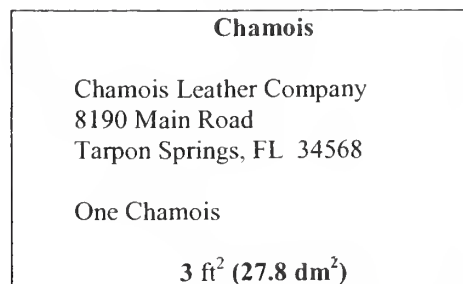 Chamois
Chamois Leather Company
8190 Main Road
Tarpon Springs, FL 34568
One Chamois
3 ft² (27.8 dm²)